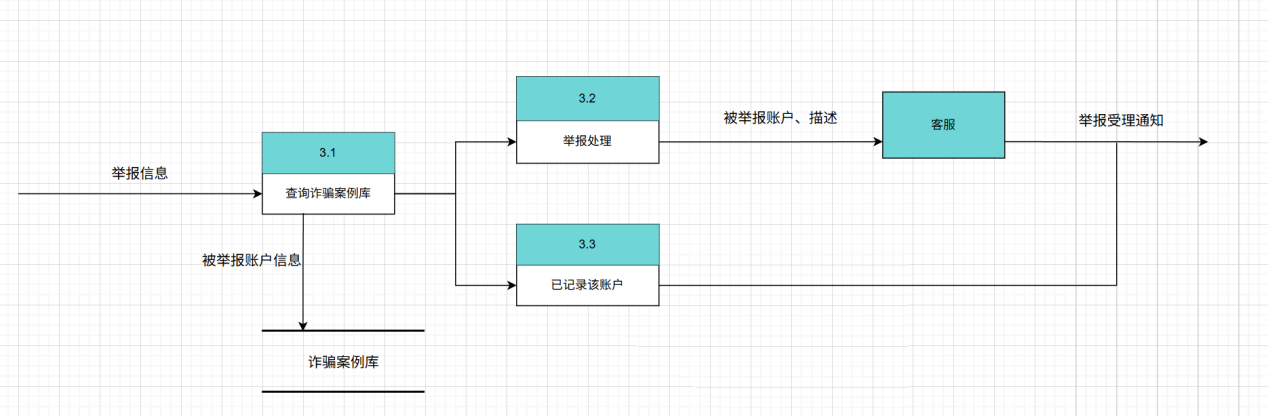 3.2
举报处理
被举报账户、描述
客服
举报受理通知
3.1
查询诈骗案例库
举报信息
3.3
已记录该账户
被举报账户信息
诈骗案例库